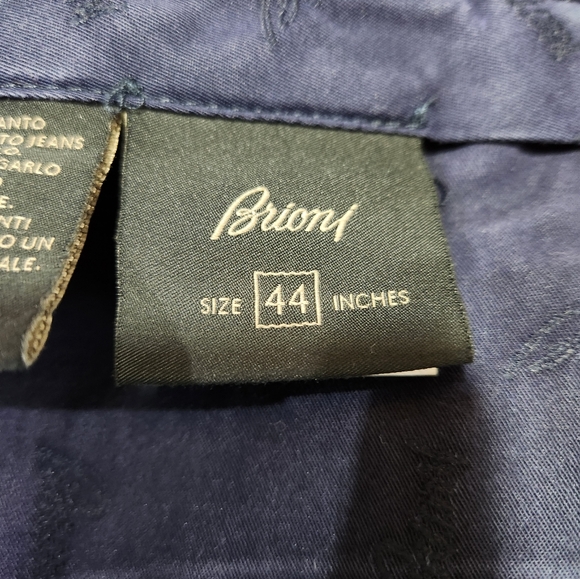 ANTO
TO JEANS
O.
GARLO
E.
NTI
O UN
ALE.
Brioni
SIZE 44 INCHES